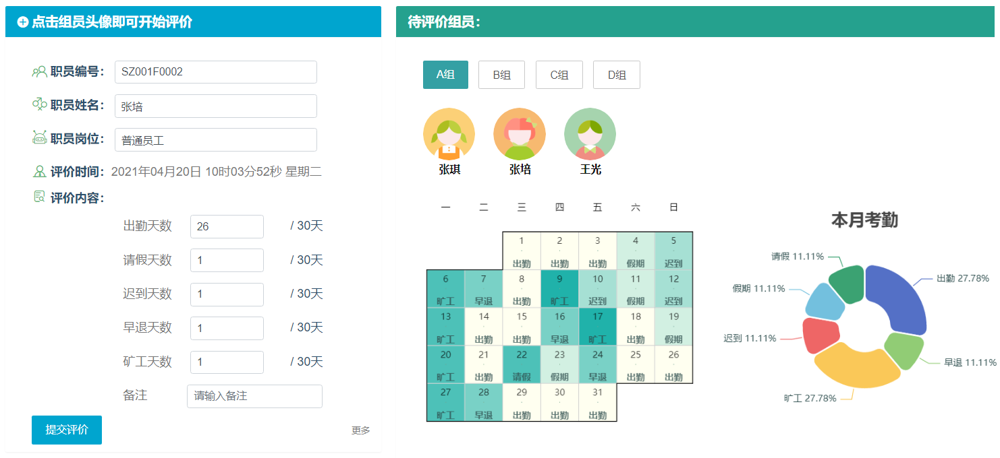 点击组员头像即可开始评价
职员编号：
SZ001F0002
职员姓名：
张培
职员岗位：
普通员工
评价时间：2021年04月20日 10时03分52秒 星期二
评价内容：
出勤天数 26 / 30天
请假天数 1 / 30天
迟到天数 1 / 30天
早退天数 1 / 30天
矿工天数 1 / 30天
备注 请输入备注
提交评价
更多
待评价组员：
A组 B组 C组 D组
张琪 张培 王光
一 二 三 四 五 六 日
1 2 3 4 5
出勤 出勤 出勤 假期 迟到
6 7 8 9 10 11 12
旷工 早退 出勤 旷工 迟到 假期 迟到
13 14 15 16 17 18 19
旷工 出勤 出勤 早退 旷工 出勤 假期
20 21 22 23 24 25 26
旷工 出勤 请假 假期 早退 出勤 出勤
27 28 29 30 31
旷工 早退 出勤 出勤 出勤
本月考勤
请假 11.11%
出勤 27.78%
假期 11.11%
迟到 11.11%
早退 11.11%
旷工 27.78%